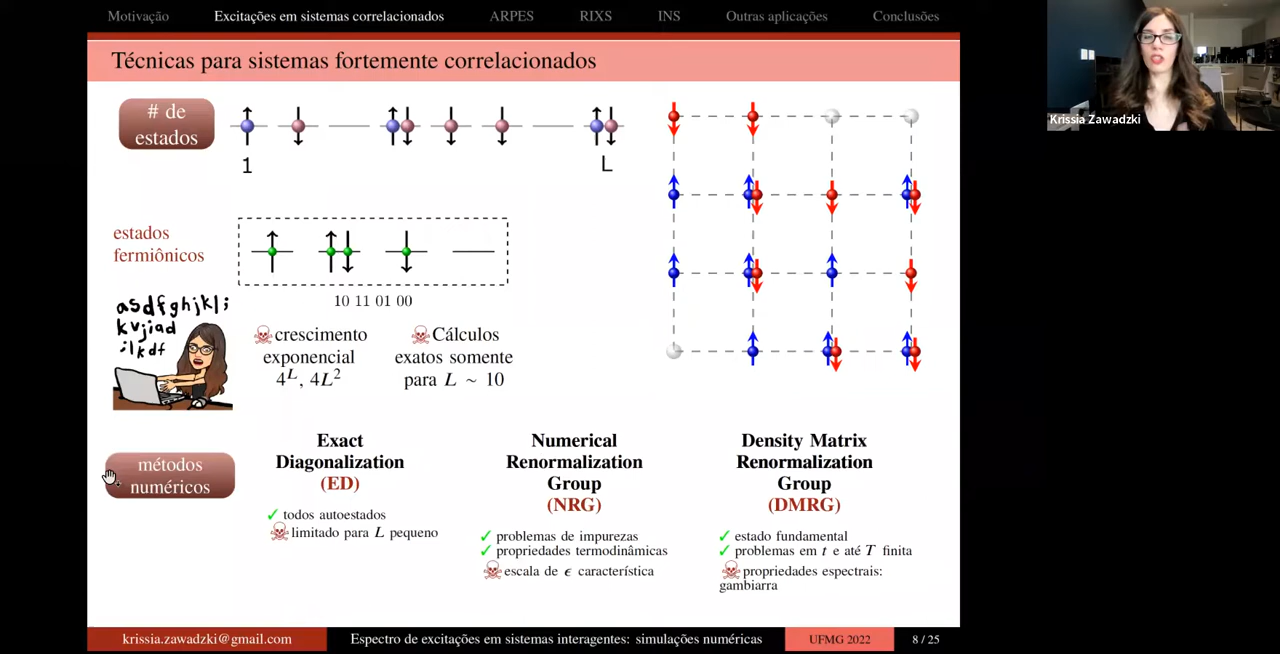 Motivação Excitações em sistemas correlacionados ARPES RIXS INS Outras aplicações Conclusões
Técnicas para sistemas fortemente correlacionados
# de
estados
1 L
estados
fermiônicos
10 11 01 00
asdfghjkl;
kvjiad
;lkdf
crescimento
exponencial
4^L, 4L^2
Cálculos
exatos somente
para L ~ 10
métodos
numéricos
Exact
Diagonalization
(ED)
✓ todos autoestados
limitado para L pequeno
Numerical
Renormalization
Group
(NRG)
✓ problemas de impurezas
✓ propriedades termodinâmicas
escala de ϵ característica
Density Matrix
Renormalization
Group
(DMRG)
✓ estado fundamental
✓ problemas em t e até T finita
propriedades espectrais:
gambiarra
krissia.zawadzki@gmail.com Espectro de excitações em sistemas interagentes: simulações numéricas UFMG 2022 8 / 25
Krissia Zawadzki